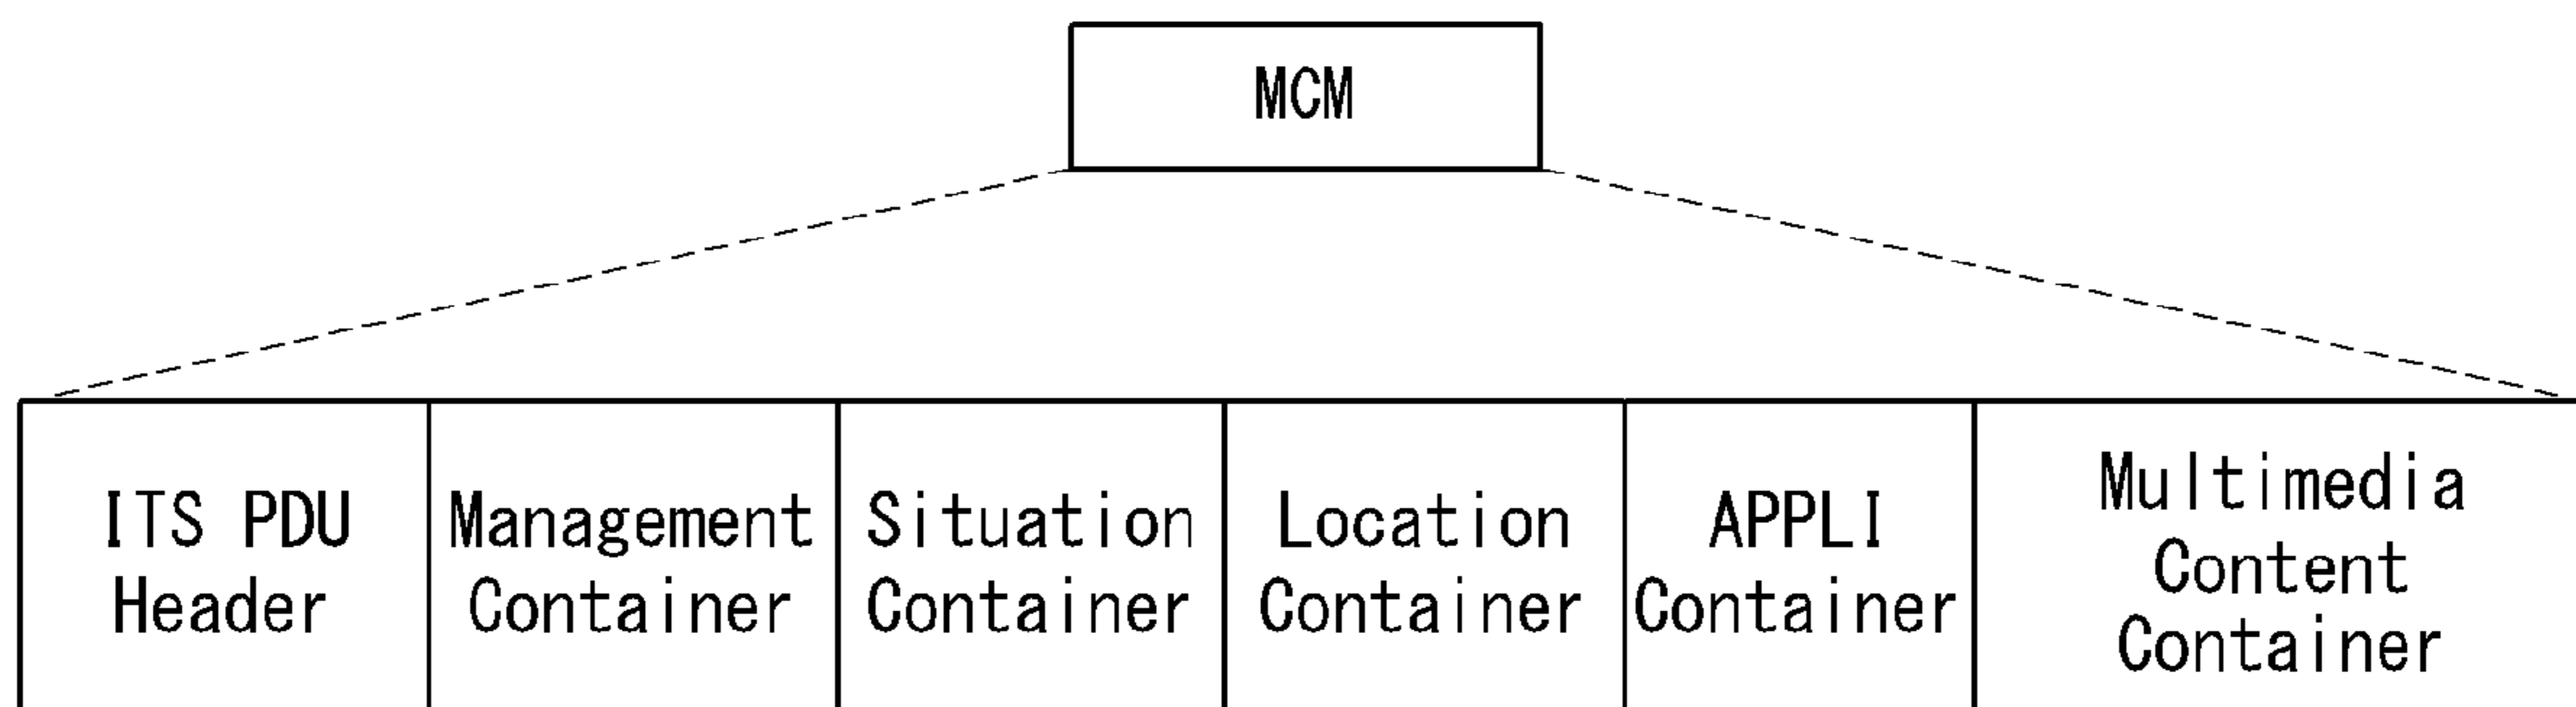 MCM
ITS PDU
Header
Management
Container
Situation
Container
Location
Container
APPLI
Container
Multimedia
Content
Container